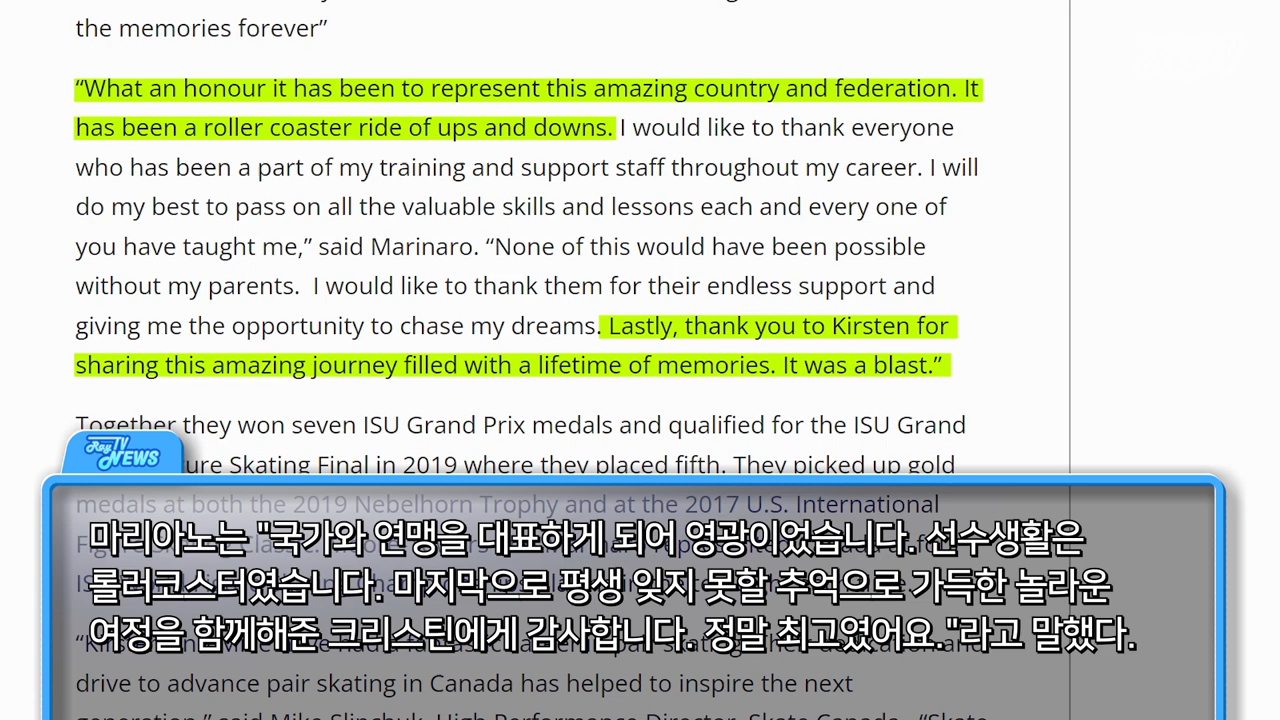 the memories forever”
“What an honour it has been to represent this amazing country and federation. It
has been a roller coaster ride of ups and downs. I would like to thank everyone
who has been a part of my training and support staff throughout my career. I will
do my best to pass on all the valuable skills and lessons each and every one of
you have taught me,” said Marinaro. “None of this would have been possible
without my parents.  I would like to thank them for their endless support and
giving me the opportunity to chase my dreams. Lastly, thank you to Kirsten for
sharing this amazing journey filled with a lifetime of memories. It was a blast.”
Together they won seven ISU Grand Prix medals and qualified for the ISU Grand
ure Skating Final in 2019 where they placed fifth. They picked up gold
Ray TV
NEWS
medals at both the 2019 Nebelhorn Trophy and at the 2017 U.S. International
마리아노는 "국가와 연맹을 대표하게 되어 영광이었습니다. 선수생활은
롤러코스터였습니다. 마지막으로 평생 잊지 못할 추억으로 가득한 놀라운
여정을 함께해준 크리스틴에게 감사합니다. 정말 최고였어요."라고 말했다.
drive to advance pair skating in Canada has helped to inspire the next
generation,” said Mike Slipchuk, High Performance Director, Skate Canada. “Skate